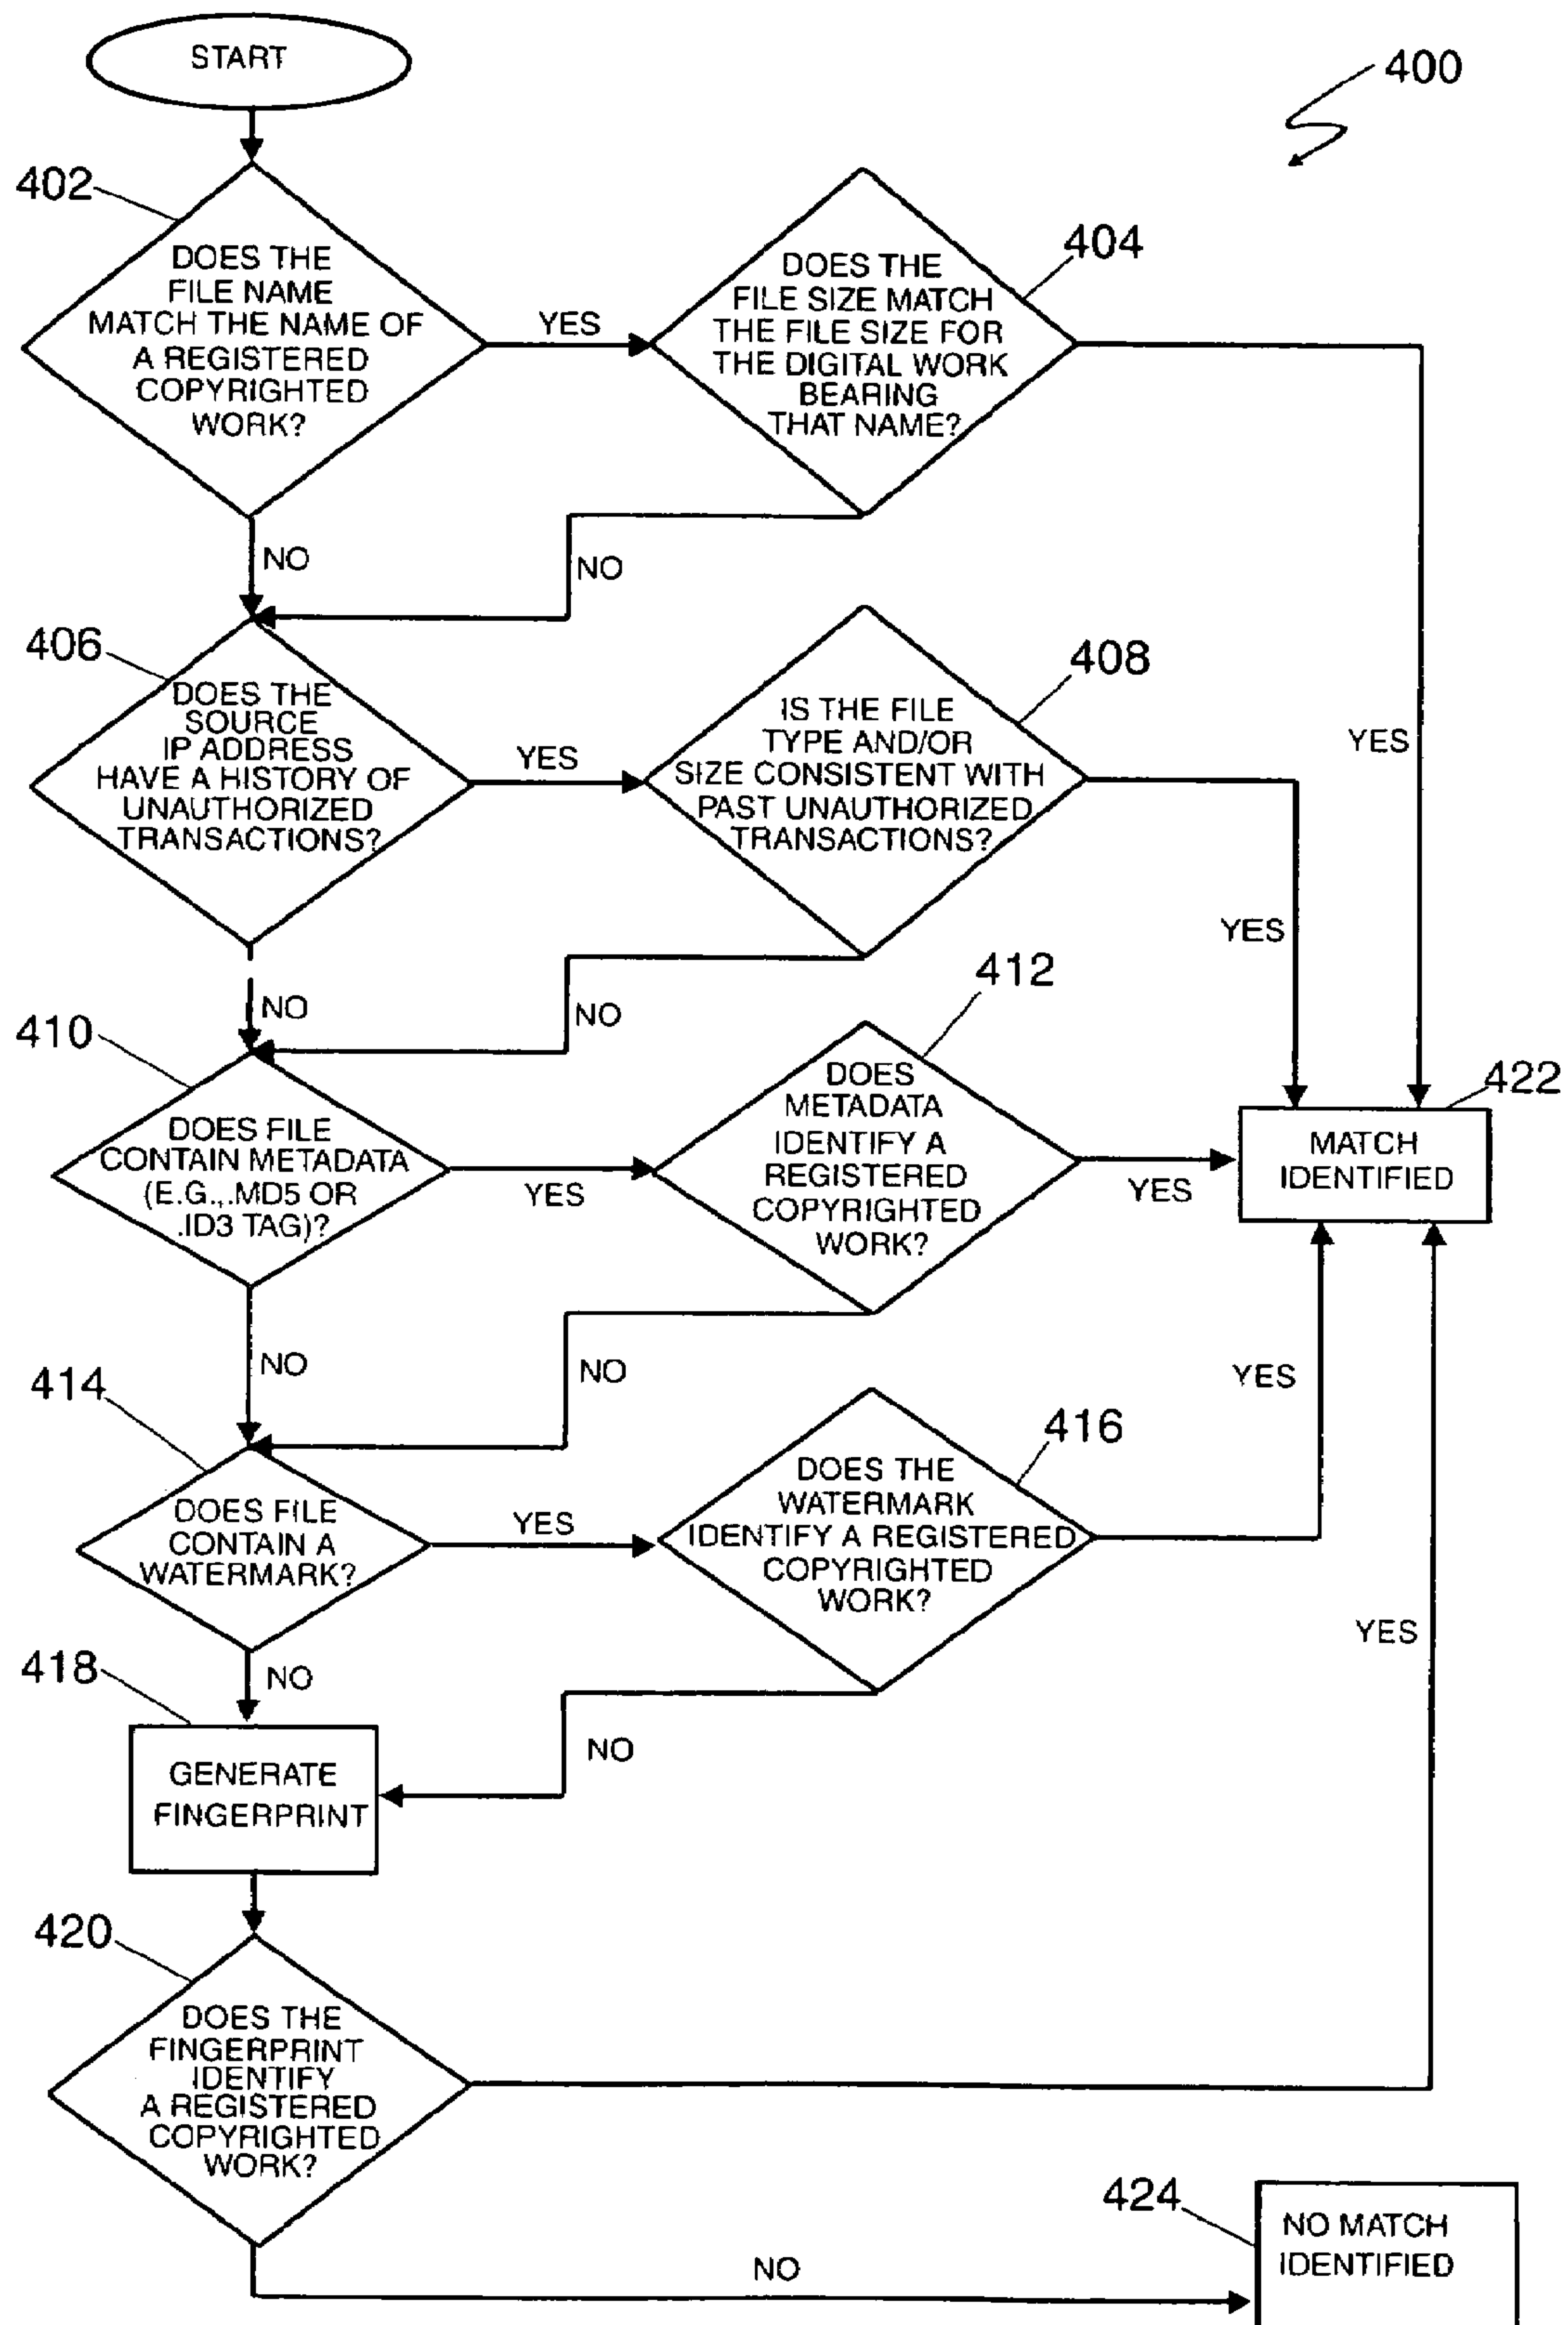 START
400
402
DOES THE
FILE NAME
MATCH THE NAME OF
A REGISTERED
COPYRIGHTED
WORK?
YES
404
DOES THE
FILE SIZE MATCH
THE FILE SIZE FOR
THE DIGITAL WORK
BEARING
THAT NAME?
NO
NO
YES
406
DOES THE
SOURCE
IP ADDRESS
HAVE A HISTORY OF
UNAUTHORIZED
TRANSACTIONS?
YES
408
IS THE FILE
TYPE AND/OR
SIZE CONSISTENT WITH
PAST UNAUTHORIZED
TRANSACTIONS?
YES
NO
NO
410
DOES FILE
CONTAIN METADATA
(E.G.,.MD5 OR
.ID3 TAG)?
YES
412
DOES
METADATA
IDENTIFY A
REGISTERED
COPYRIGHTED
WORK?
YES
422
MATCH
IDENTIFIED
NO
NO
414
DOES FILE
CONTAIN A
WATERMARK?
YES
416
DOES THE
WATERMARK
IDENTIFY A REGISTERED
COPYRIGHTED
WORK?
YES
NO
NO
418
GENERATE
FINGERPRINT
420
DOES THE
FINGERPRINT
IDENTIFY
A REGISTERED
COPYRIGHTED
WORK?
YES
NO
424
NO MATCH
IDENTIFIED